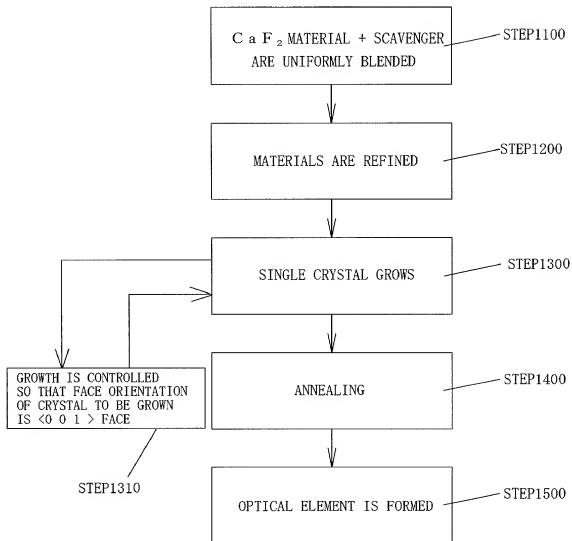 CaF₂ MATERIAL + SCAVENGER
ARE UNIFORMLY BLENDED
STEP1100
MATERIALS ARE REFINED
STEP1200
SINGLE CRYSTAL GROWS
STEP1300
GROWTH IS CONTROLLED
SO THAT FACE ORIENTATION
OF CRYSTAL TO BE GROWN
IS <0 0 1 > FACE
STEP1310
ANNEALING
STEP1400
OPTICAL ELEMENT IS FORMED
STEP1500